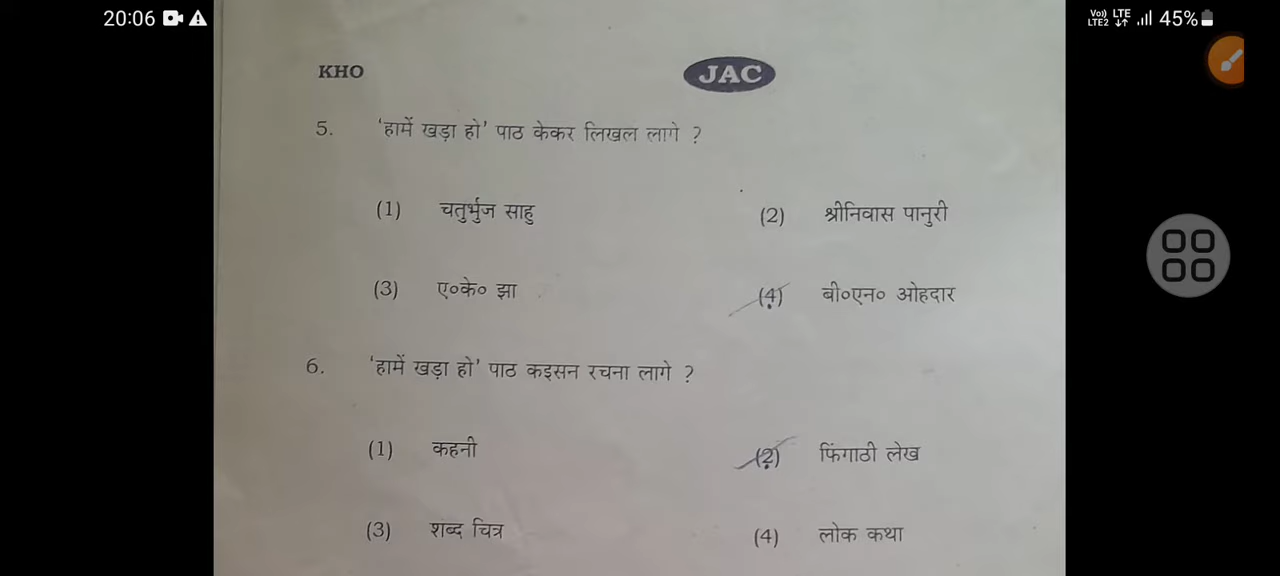 20:06
Vo)) LTE
LTE2
45%
KHO
JAC
5. 'हामें खड़ा हो' पाठ केकर लिखल लागे ?
(1) चतुर्भुज साहु (2) श्रीनिवास पानुरी
(3) ए०के० झा (4) बी०एन० ओहदार
6. 'हामें खड़ा हो' पाठ कइसन रचना लागे ?
(1) कहनी (2) फिंगाठी लेख
(3) शब्द चित्र (4) लोक कथा